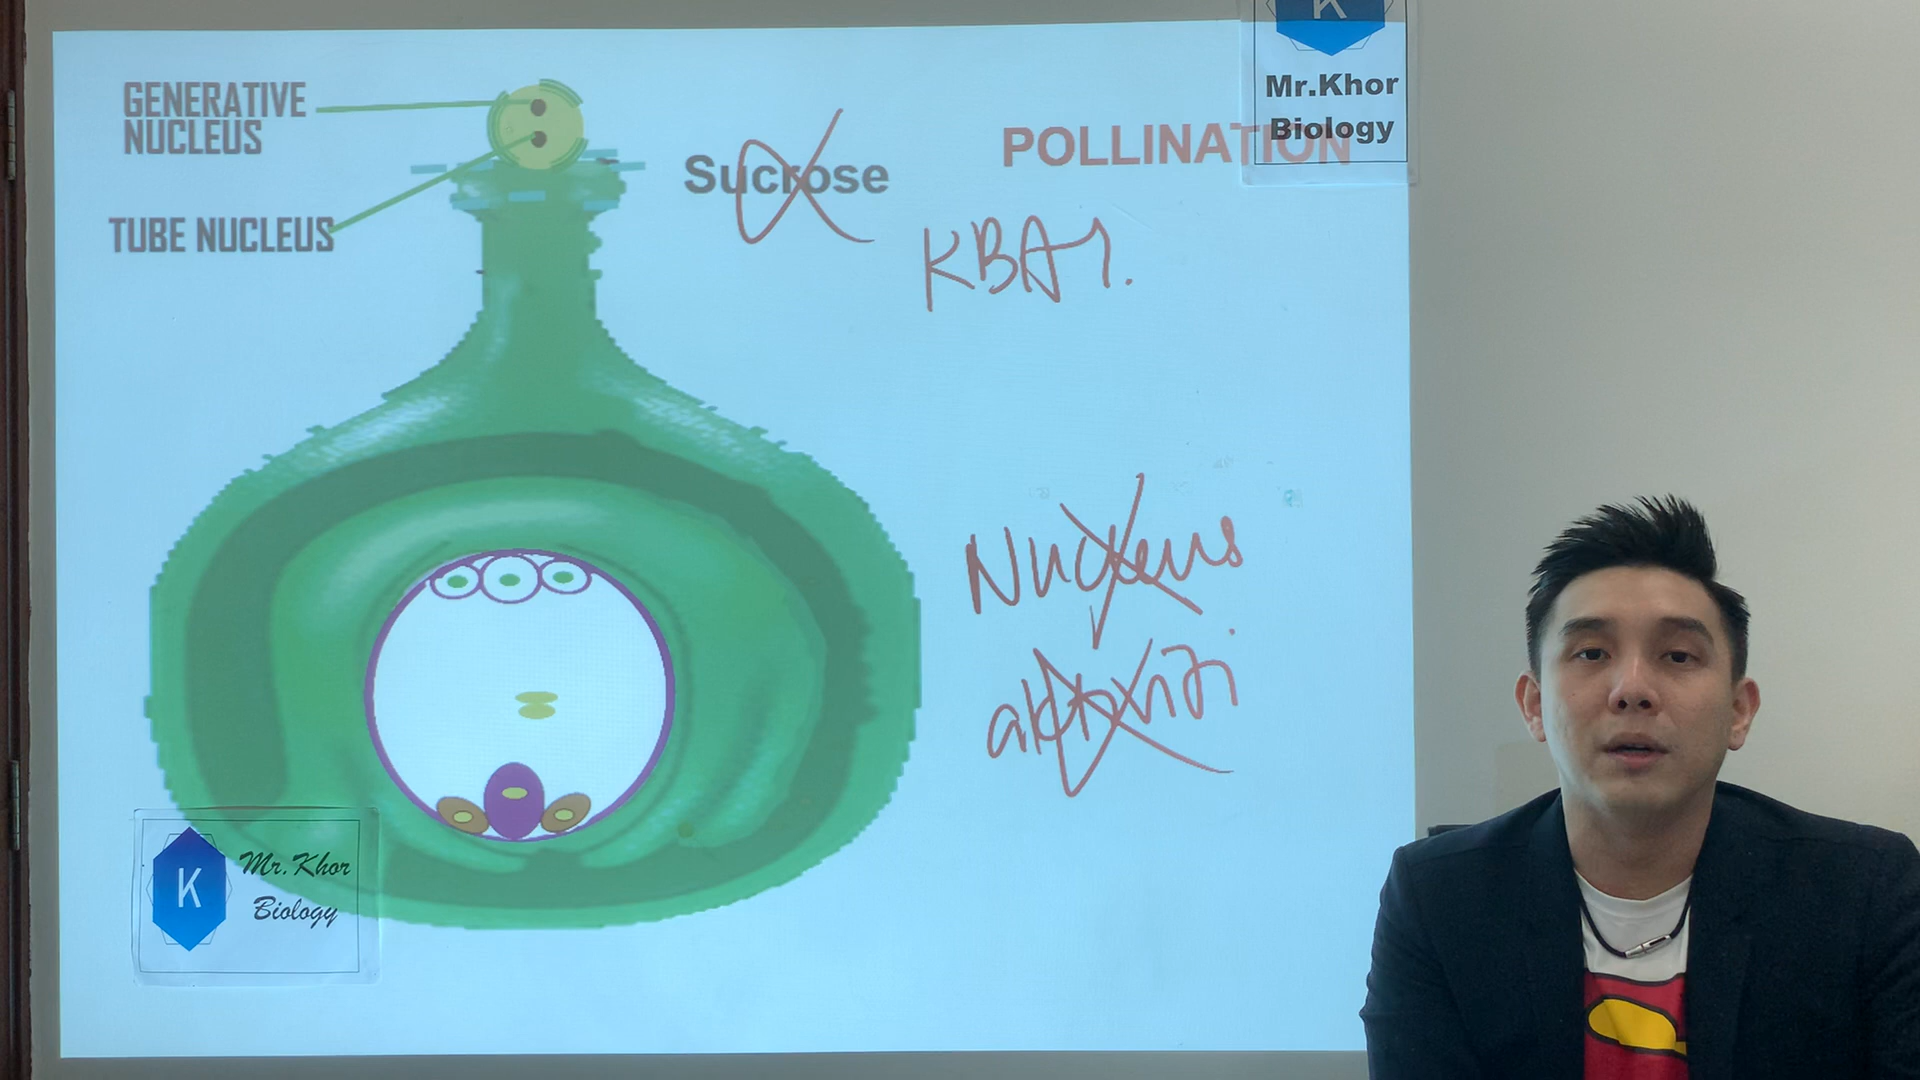 GENERATIVE
NUCLEUS
TUBE NUCLEUS
Sucrose
POLLINATION
K
Mr.Khor
Biology
KBAT.
Nucleus
K
Mr. Khor
Biology